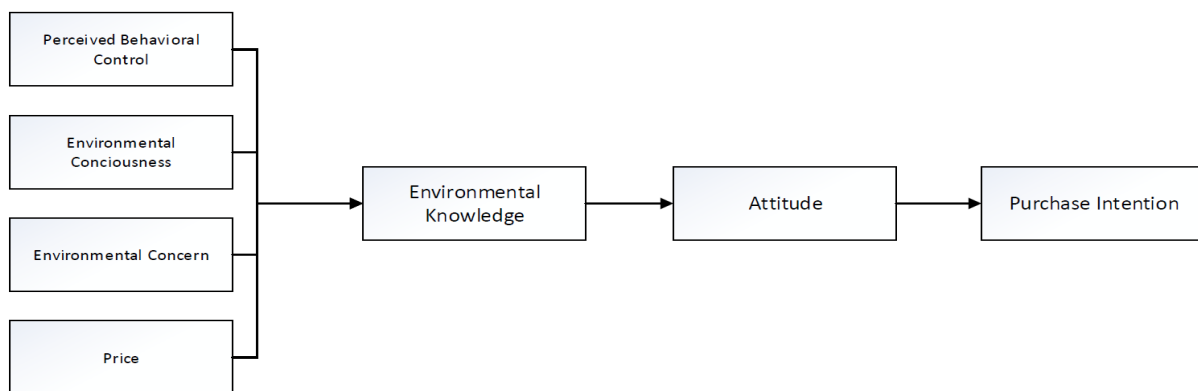 Perceived Behavioral
Control
Environmental
Conciousness
Environmental Concern
Price
Environmental
Knowledge
Attitude
Purchase Intention